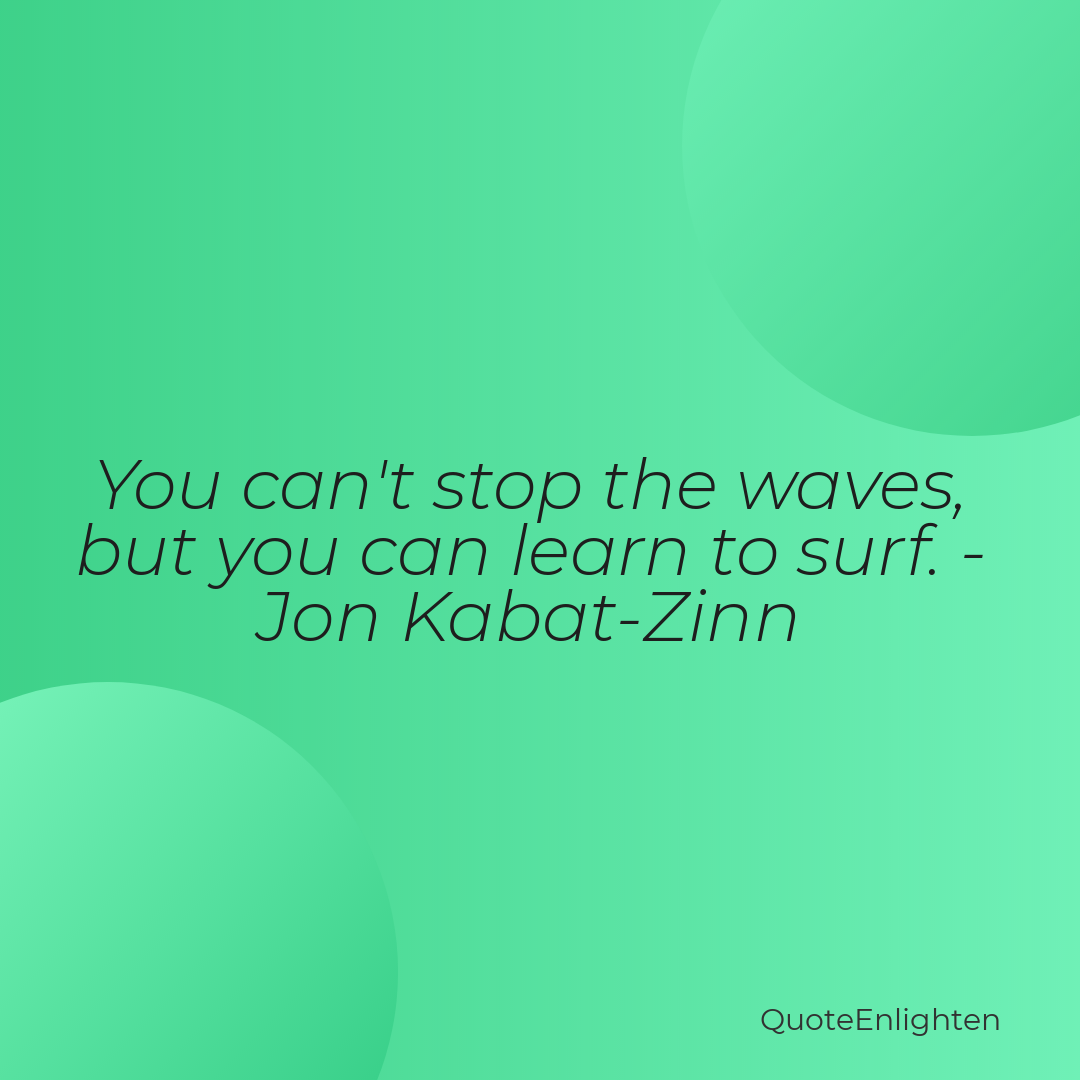 You can't stop the waves,
but you can learn to surf. -
Jon Kabat-Zinn
QuoteEnlighten